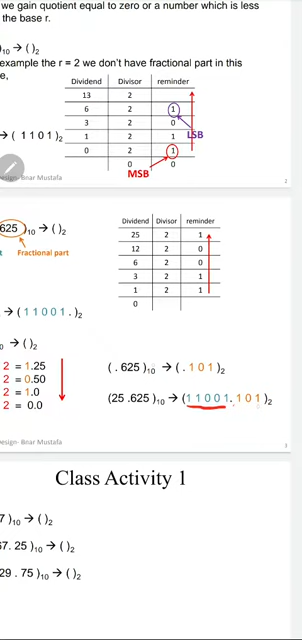 we gain quotient equal to zero or a number which is less
the base r.
)₁₀ → ( )₂
example the r = 2 we don't have fractional part in this
e,
Dividend Divisor reminder
13 2
6 2 1
3 2 0
→ ( 1 1 0 1 )₂ 1 2 1 LSB
0 2 1
0 0
MSB
Design- Bnar Mustafa
2
625 )₁₀ → ( )₂
t Fractional part
Dividend Divisor reminder
25 2 1
12 2 0
6 2 0
3 2 1
1 2 1
0
→ ( 1 1 0 0 1 . )₂
₀ → ( )₂
2 = 1.25
2 = 0.50
2 = 1.0
2 = 0.0
( . 625 )₁₀ → ( . 1 0 1 )₂
(25 .625 )₁₀ → ( 1 1 0 0 1 . 1 0 1 )₂
Design- Bnar Mustafa
3
Class Activity 1
7 )₁₀ → ( )₂
67. 25 )₁₀ → ( )₂
29 . 75 )₁₀ → ( )₂